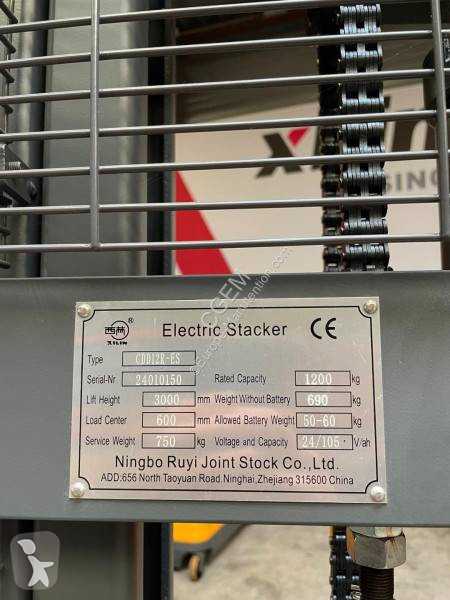 XILIN
SING
西林®
XILIN
Electric Stacker CE
Type CDD12R-ES
Serial-Nr 24010150 Rated Capacity 1200 kg
Lift Height 3000 mm Weight Without Battery 690 kg
Load Center 600 mm Allowed Battery Weight 50-60 kg
Service Weight 750 kg Voltage and Capacity 24/105 V/ah
Ningbo Ruyi Joint Stock Co.,Ltd.
ADD:656 North Taoyuan Road.Ninghai,Zhejiang 315600 China